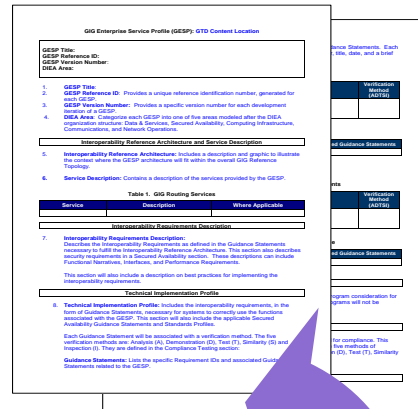 GIG Enterprise Service Profile (GESP): GTD Content Location
GESP Title:
GESP Reference ID:
GESP Version Number:
DIEA Area:
1. GESP Title:
2. GESP Reference ID: Provides a unique reference identification number, generated for
each GESP.
3. GESP Version Number: Provides a specific version number for each development
iteration of a GESP.
4. DIEA Area: Categorize each GESP into one of five areas modeled after the DIEA
organization structure: Data & Services, Secured Availability, Computing Infrastructure,
Communications, and Network Operations.
Interoperability Reference Architecture and Service Description
5. Interoperability Reference Architecture: Includes a description and graphic to illustrate
the context where the GESP architecture will fit within the overall GIG Reference
Topology.
6. Service Description: Contains a description of the services provided by the GESP.
Table 1. GIG Routing Services
Service Description Where Applicable
Interoperability Requirements Description
7. Interoperability Requirements Description:
Describes the Interoperability Requirements as defined in the Guidance Statements
necessary to fulfill the Interoperability Reference Architecture. This section also describes
security requirements in a Secured Availability section. These descriptions can include
Functional Narratives, Interfaces, and Performance Requirements.
This section will also include a description on best practices for implementing the
interoperability requirements.
Technical Implementation Profile
8. Technical Implementation Profile: Includes the interoperability requirements, in the
form of Guidance Statements, necessary for systems to correctly use the functions
associated with the GESP. This section will also include the applicable Secured
Availability Guidance Statements and Standards Profiles.
Each Guidance Statement will be associated with a verification method. The five
verification methods are: Analysis (A), Demonstration (D), Test (T), Similarity (S) and
Inspection (I). They are defined in the Compliance Testing section:
Guidance Statements: Lists the specific Requirement IDs and associated Guid
Statements related to the GESP.
dance Statements. Each
, title, date, and a brief
Verification
Method
(ADTSI)
ed Guidance Statements
nts
Verification
Method
(ADTSI)
e
ed Guidance Statements
rogram consideration for
rams will not be
for compliance. This
five methods of
n (D), Test (T), Similarity